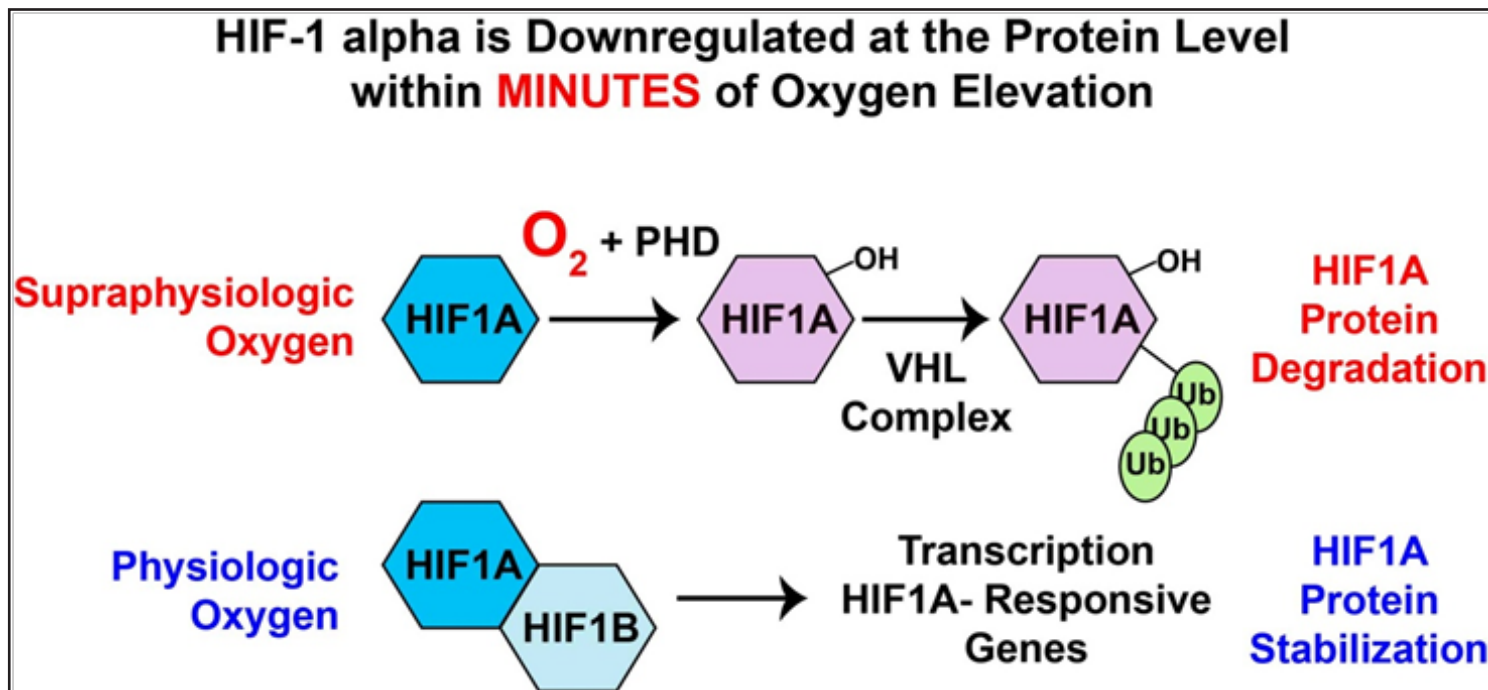 HIF-1 alpha is Downregulated at the Protein Level
within MINUTES of Oxygen Elevation
Supraphysiologic
Oxygen
HIF1A
O2 + PHD
HIF1A
OH
VHL
Complex
HIF1A
OH
Ub
Ub
Ub
HIF1A
Protein
Degradation
Physiologic
Oxygen
HIF1A
HIF1B
Transcription
HIF1A- Responsive
Genes
HIF1A
Protein
Stabilization